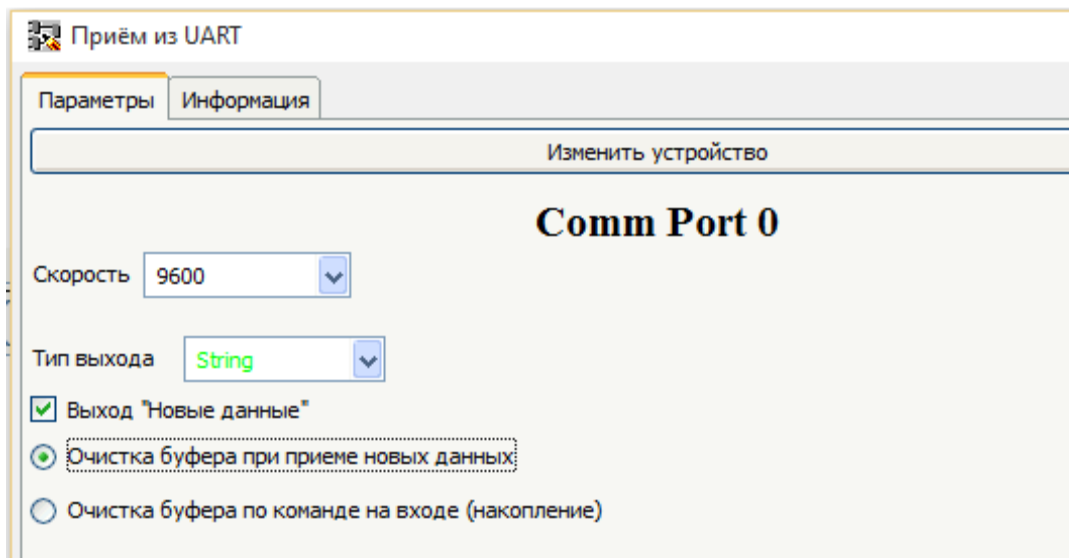 Приём из UART
Параметры Информация
Изменить устройство
Comm Port 0
Скорость 9600
Тип выхода String
Выход "Новые данные"
Очистка буфера при приеме новых данных
Очистка буфера по команде на входе (накопление)